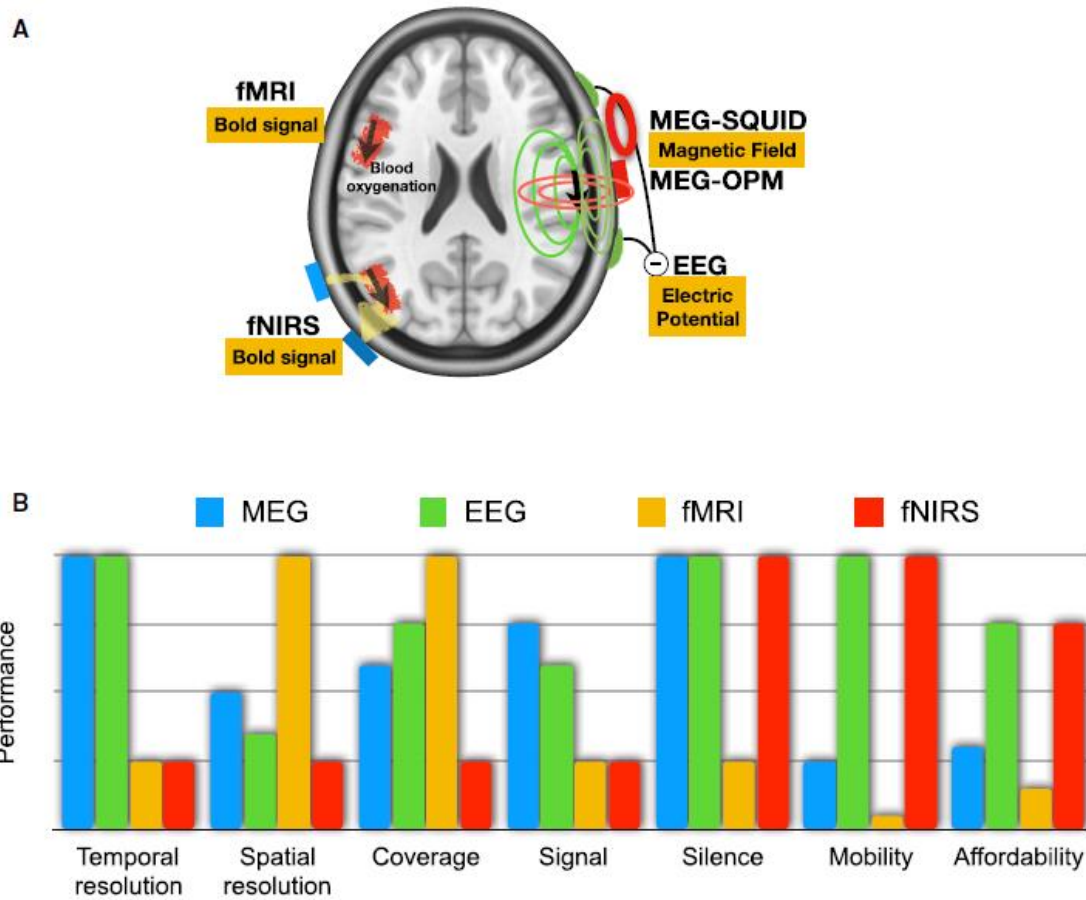 A
fMRI
Bold signal
Blood
oxygenation
MEG-SQUID
Magnetic Field
MEG-OPM
EEG
Electric
Potential
fNIRS
Bold signal
B
MEG
EEG
fMRI
fNIRS
Performance
Temporal
resolution
Spatial
resolution
Coverage
Signal
Silence
Mobility
Affordability